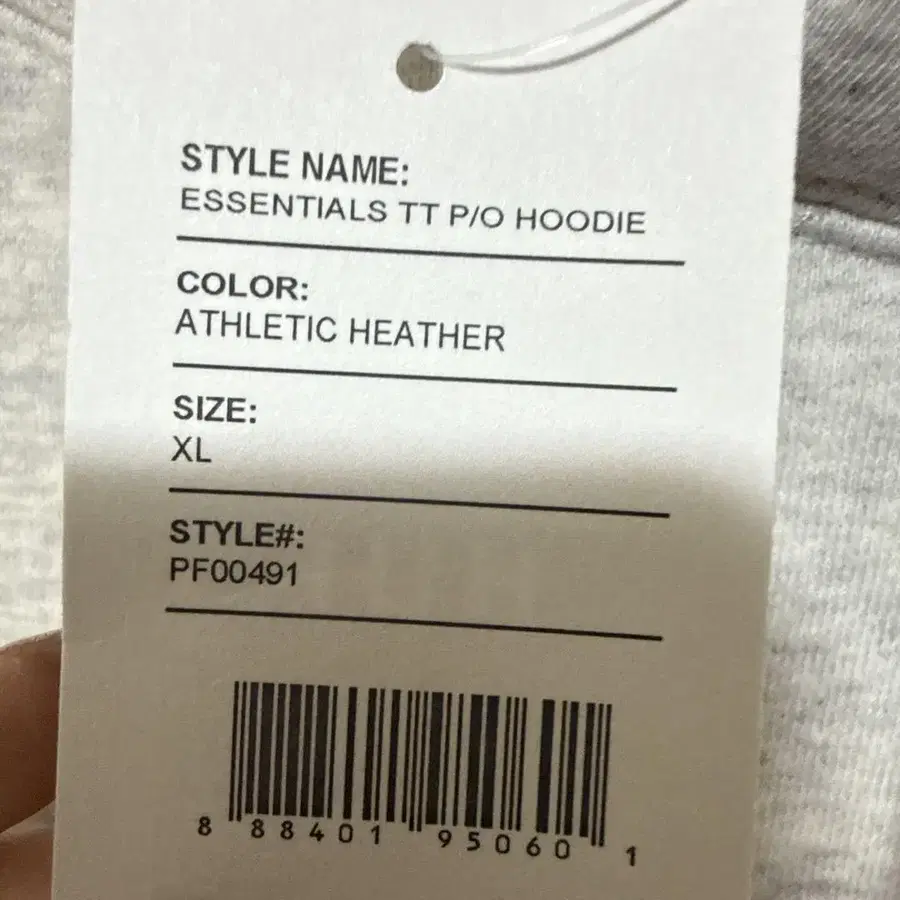 STYLE NAME:
ESSENTIALS TT P/O HOODIE
COLOR:
ATHLETIC HEATHER
SIZE:
XL
STYLE#:
PF00491
8 88401 95060 1